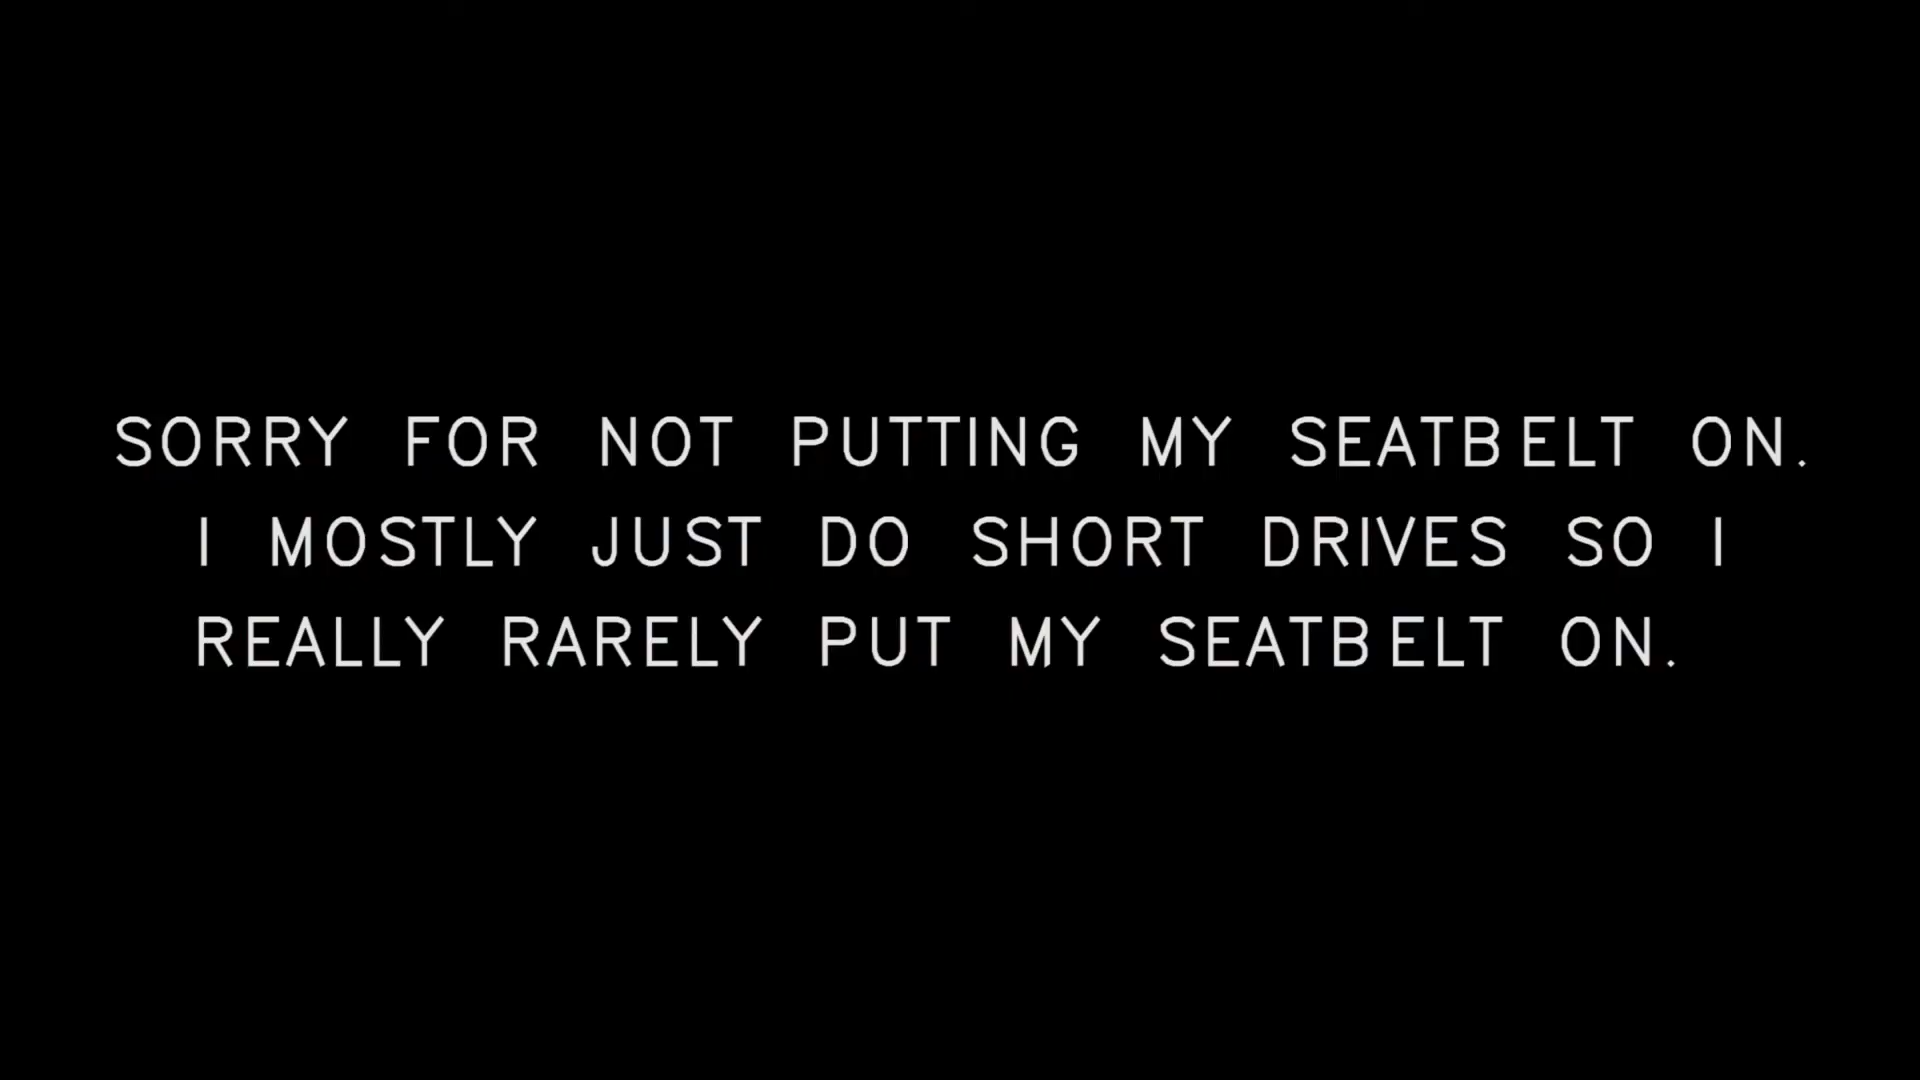 SORRY FOR NOT PUTTING MY SEATBELT ON.
I MOSTLY JUST DO SHORT DRIVES SO I
REALLY RARELY PUT MY SEATBELT ON.